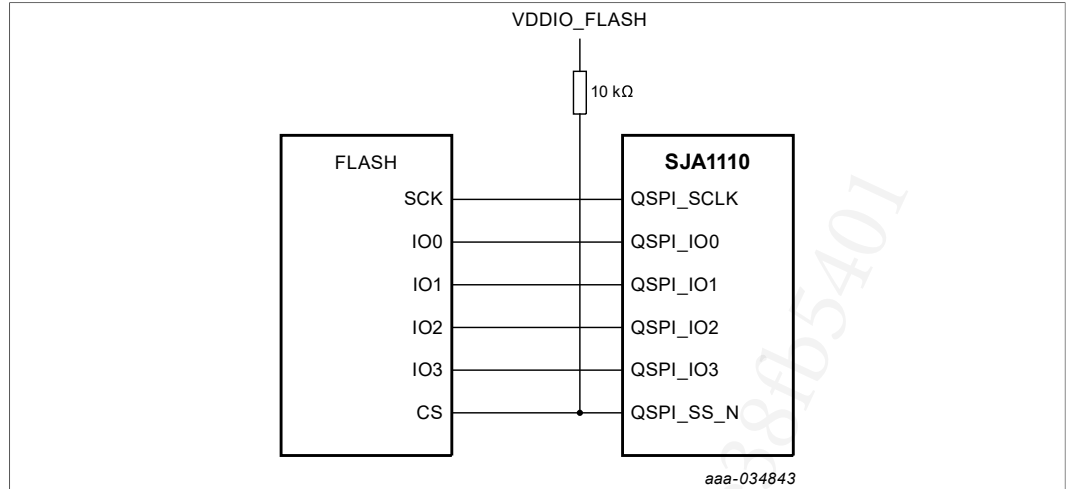 VDDIO_FLASH
10 kΩ
FLASH
SJA1110
SCK
QSPI_SCLK
IO0
QSPI_IO0
IO1
QSPI_IO1
IO2
QSPI_IO2
IO3
QSPI_IO3
CS
QSPI_SS_N
aaa-034843
38fb5401